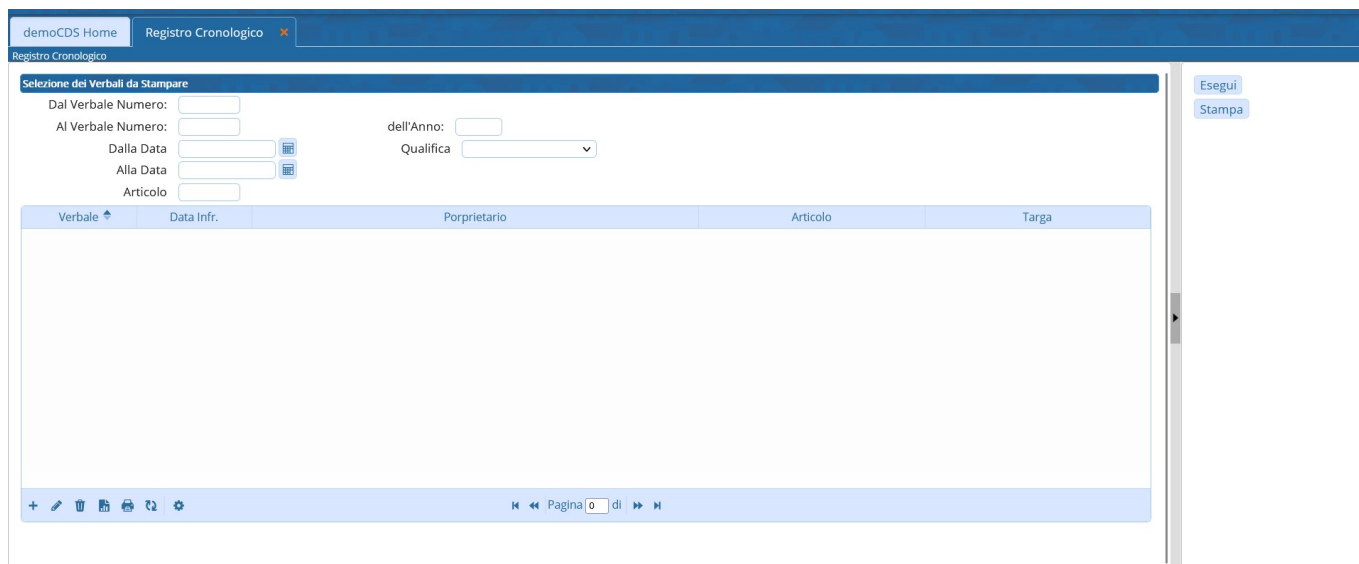 demoCDS Home Registro Cronologico ×
Registro Cronologico
Selezione dei Verbali da Stampare
Esegui
Dal Verbale Numero:
Stampa
Al Verbale Numero: dell'Anno:
Dalla Data Qualifica
Alla Data
Articolo
Verbale Data Infr. Porprietario Articolo Targa
Pagina 0 di